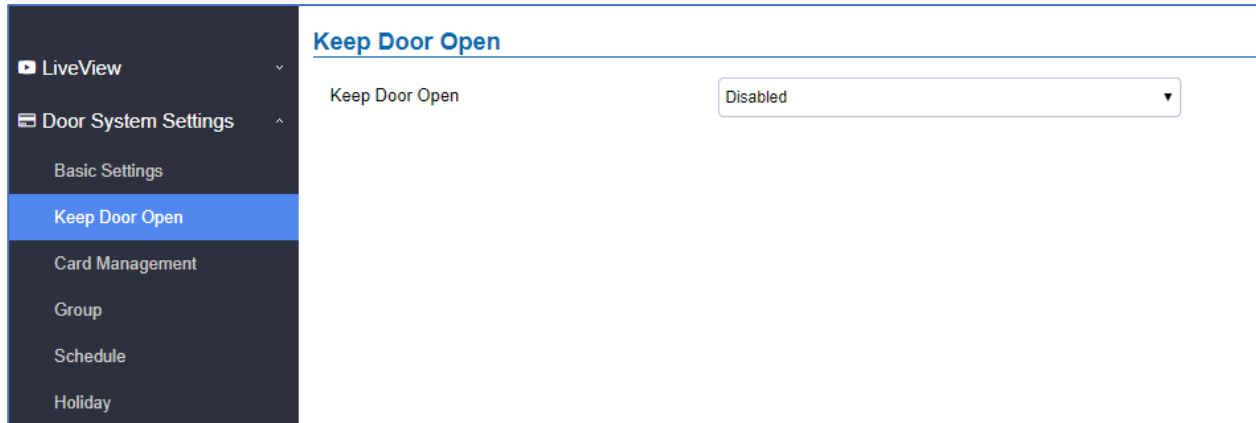 LiveView
Door System Settings
Basic Settings
Keep Door Open
Card Management
Group
Schedule
Holiday
Keep Door Open
Keep Door Open Disabled